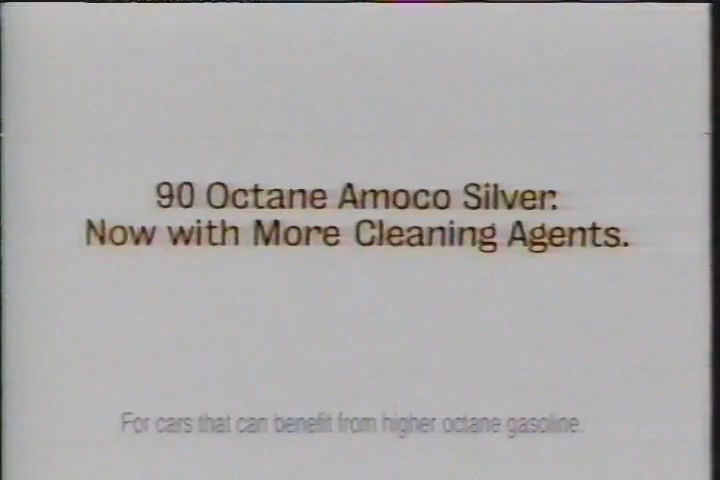 90 Octane Amoco Silver.
Now with More Cleaning Agents.
For cars that can benefit from higher octane gasoline.